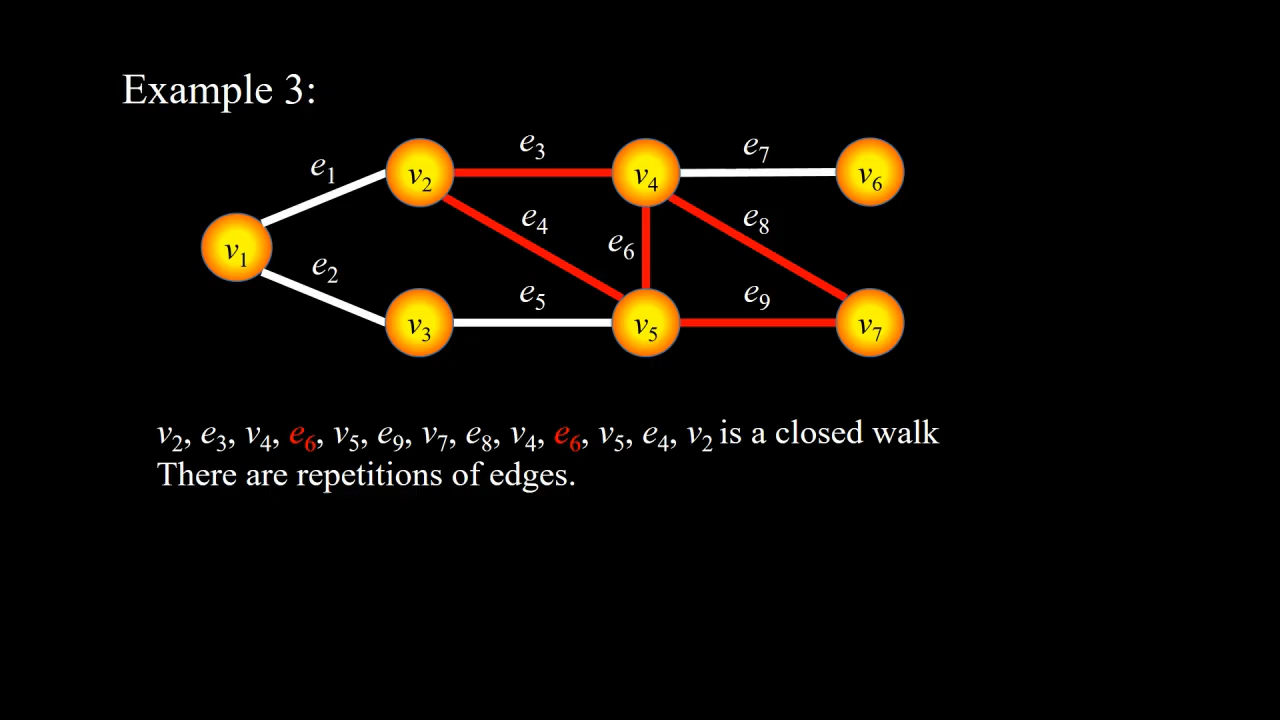 Example 3:
e₁
e₃
e₇
v₂
v₄
v₆
e₄
e₈
v₁
e₆
e₂
e₅
e₉
v₃
v₅
v₇
v₂, e₃, v₄, e₆, v₅, e₉, v₇, e₈, v₄, e₆, v₅, e₄, v₂ is a closed walk
There are repetitions of edges.